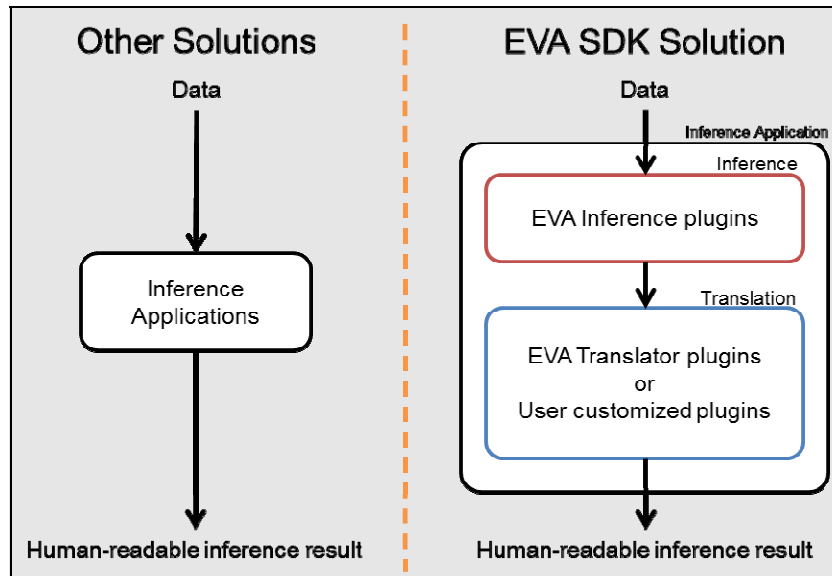 Other Solutions
Data
Inference
Applications
Human-readable inference result
EVA SDK Solution
Data
Inference Application
Inference
EVA Inference plugins
Translation
EVA Translator plugins
or
User customized plugins
Human-readable inference result